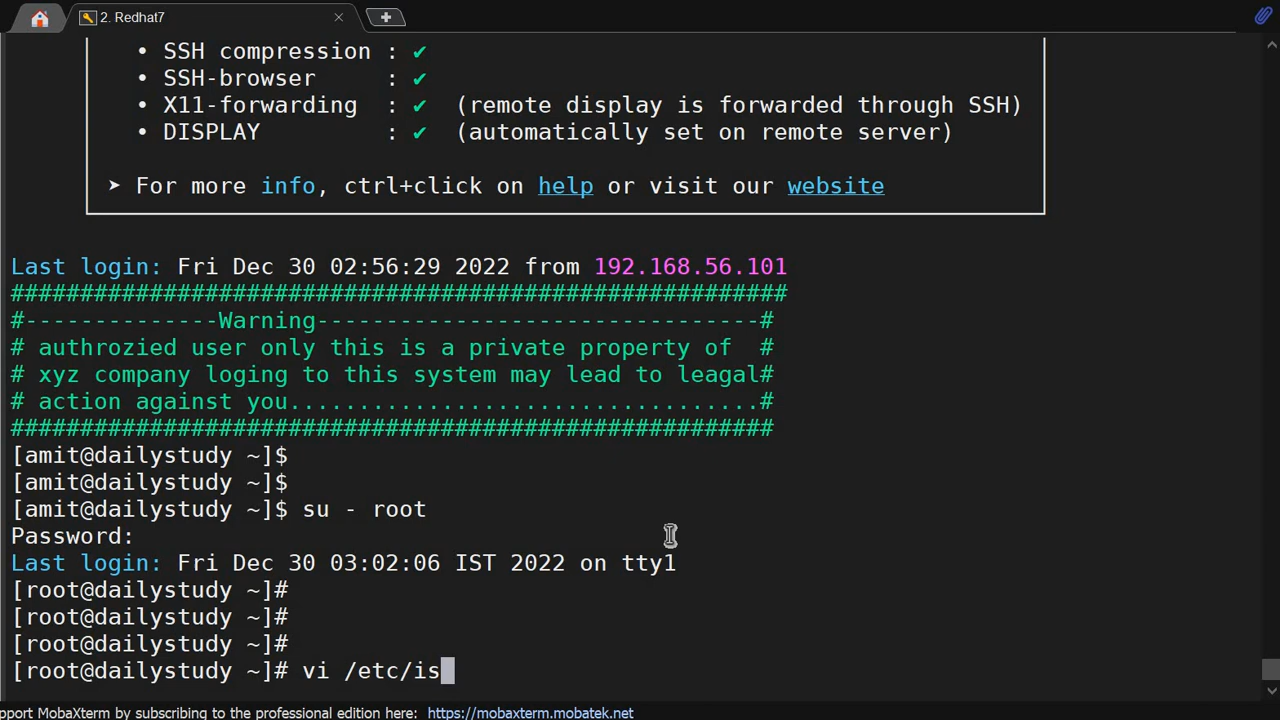 2. Redhat7
• SSH compression : ✔
• SSH-browser : ✔
• X11-forwarding : ✔ (remote display is forwarded through SSH)
• DISPLAY : ✔ (automatically set on remote server)
➤ For more info, ctrl+click on help or visit our website
Last login: Fri Dec 30 02:56:29 2022 from 192.168.56.101
########################################################
#--------------Warning--------------------------------#
# authrozied user only this is a private property of  #
# xyz company loging to this system may lead to leagal#
# action against you..................................#
#######################################################
[amit@dailystudy ~]$
[amit@dailystudy ~]$
[amit@dailystudy ~]$ su - root
Password:
Last login: Fri Dec 30 03:02:06 IST 2022 on tty1
[root@dailystudy ~]#
[root@dailystudy ~]#
[root@dailystudy ~]#
[root@dailystudy ~]# vi /etc/is
pport MobaXterm by subscribing to the professional edition here: https://mobaxterm.mobatek.net